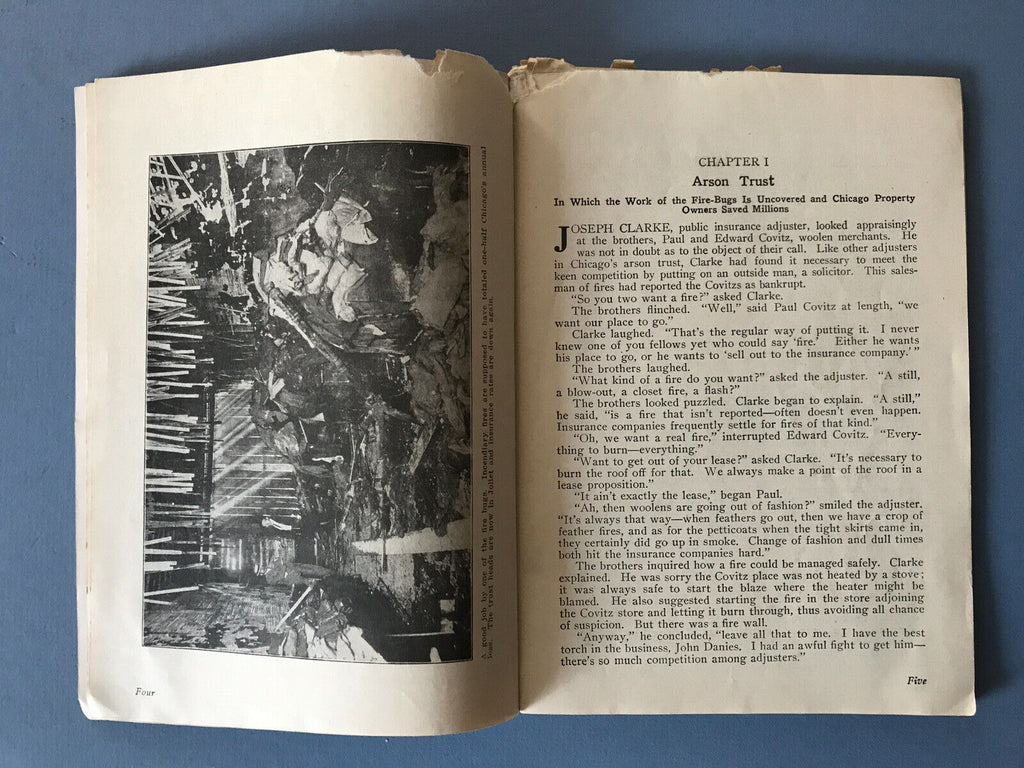 A good job by one of the fire bugs. Incendiary fires are supposed to have totaled one-half Chicago's annual
loss. The trust heads are now in Joliet and insurance rates are down again.
Four
CHAPTER I
Arson Trust
In Which the Work of the Fire-Bugs Is Uncovered and Chicago Property
Owners Saved Millions
JOSEPH CLARKE, public insurance adjuster, looked appraisingly
at the brothers, Paul and Edward Covitz, woolen merchants. He
was not in doubt as to the object of their call. Like other adjusters
in Chicago's arson trust, Clarke had found it necessary to meet the
keen competition by putting on an outside man, a solicitor. This sales-
man of fires had reported the Covitzs as bankrupt.
"So you two want a fire?" asked Clarke.
The brothers flinched. "Well," said Paul Covitz at length, "we
want our place to go."
Clarke laughed. "That's the regular way of putting it. I never
knew one of you fellows yet who could say 'fire.' Either he wants
his place to go, or he wants to 'sell out to the insurance company.'"
The brothers laughed.
"What kind of a fire do you want?" asked the adjuster. "A still,
a blow-out, a closet fire, a flash?"
The brothers looked puzzled. Clarke began to explain. "A still,"
he said, "is a fire that isn't reported—often doesn't even happen.
Insurance companies frequently settle for fires of that kind."
"Oh, we want a real fire," interrupted Edward Covitz. "Every-
thing to burn—everything."
"Want to get out of your lease?" asked Clarke. "It's necessary to
burn the roof off for that. We always make a point of the roof in a
lease proposition."
"It ain't exactly the lease," began Paul.
"Ah, then woolens are going out of fashion?" smiled the adjuster.
"It's always that way—when feathers go out, then we have a crop of
feather fires, and as for the petticoats when the tight skirts came in,
they certainly did go up in smoke. Change of fashion and dull times
both hit the insurance companies hard."
The brothers inquired how a fire could be managed safely. Clarke
explained. He was sorry the Covitz place was not heated by a stove;
it was always safe to start the blaze where the heater might be
blamed. He also suggested starting the fire in the store adjoining
the Covitz store and letting it burn through, thus avoiding all chance
of suspicion. But there was a fire wall.
"Anyway," he concluded, "leave all that to me. I have the best
torch in the business, John Danies. I had an awful fight to get him—
there's so much competition among adjusters."
Five